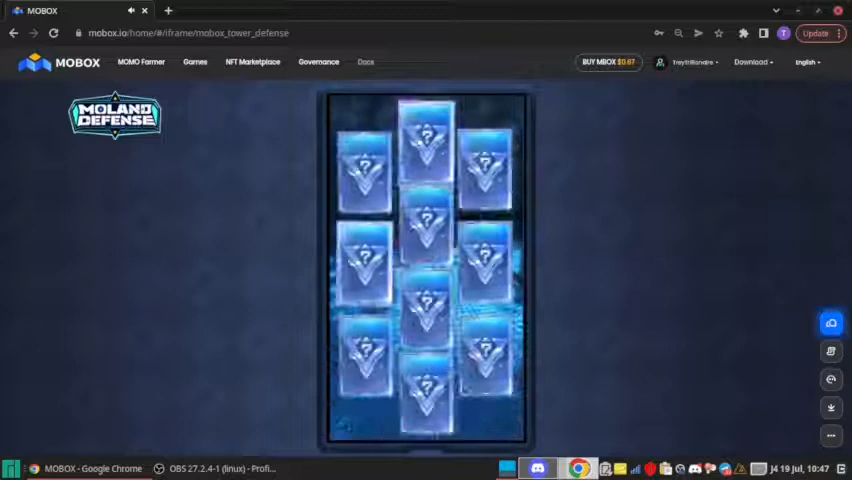 MOBOX
mobox.io/home/#/iframe/mobox_tower_defense
T
Update
MOBOX
MOMO Farmer
Games
NFT Marketplace
Governance
Docs
BUY MBOX $0.67
Treytrillionaire
Download
English
MOLAND
DEFENSE
?
?
?
?
?
?
?
?
?
?
MOBOX - Google Chrome
OBS 27.2.4-1 (linux) - Profi...
J4 19 Jul, 10:47